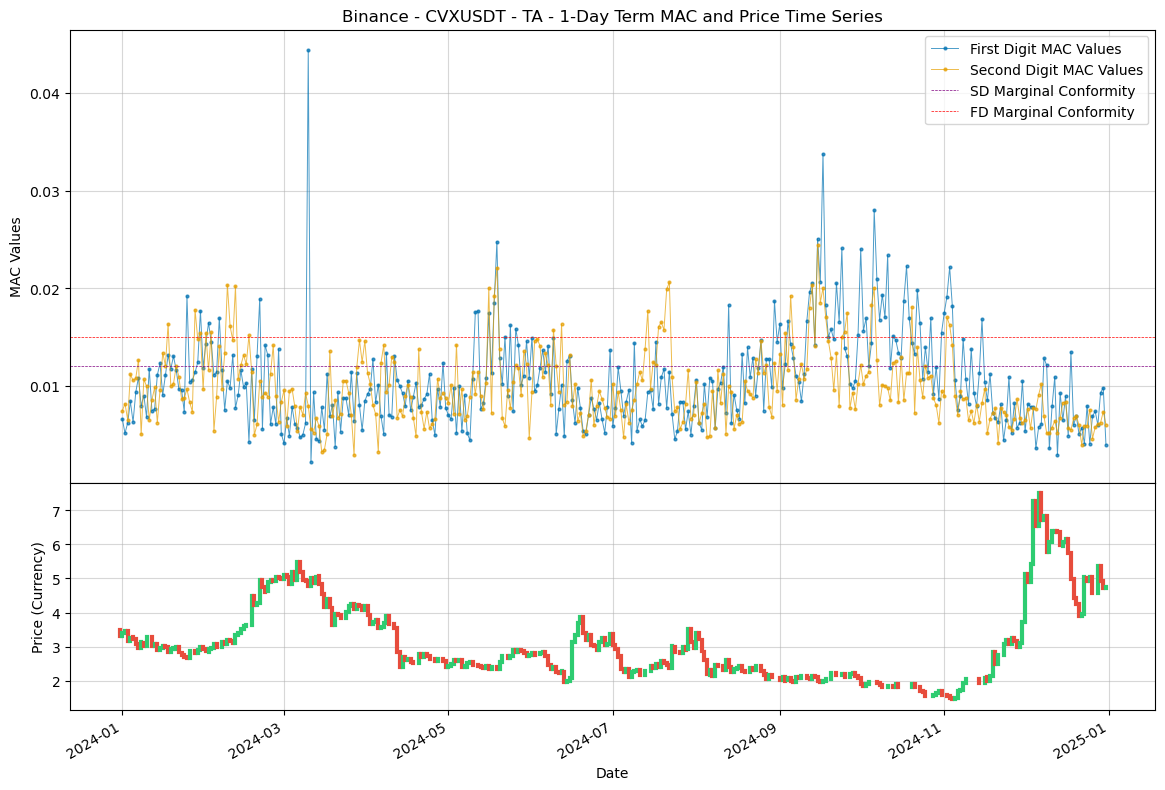 Binance - CVXUSDT - TA - 1-Day Term MAC and Price Time Series
First Digit MAC Values
Second Digit MAC Values
SD Marginal Conformity
FD Marginal Conformity
MAC Values
0.04
0.03
0.02
0.01
Price (Currency)
7
6
5
4
3
2
2024-01
2024-03
2024-05
2024-07
2024-09
2024-11
2025-01
Date